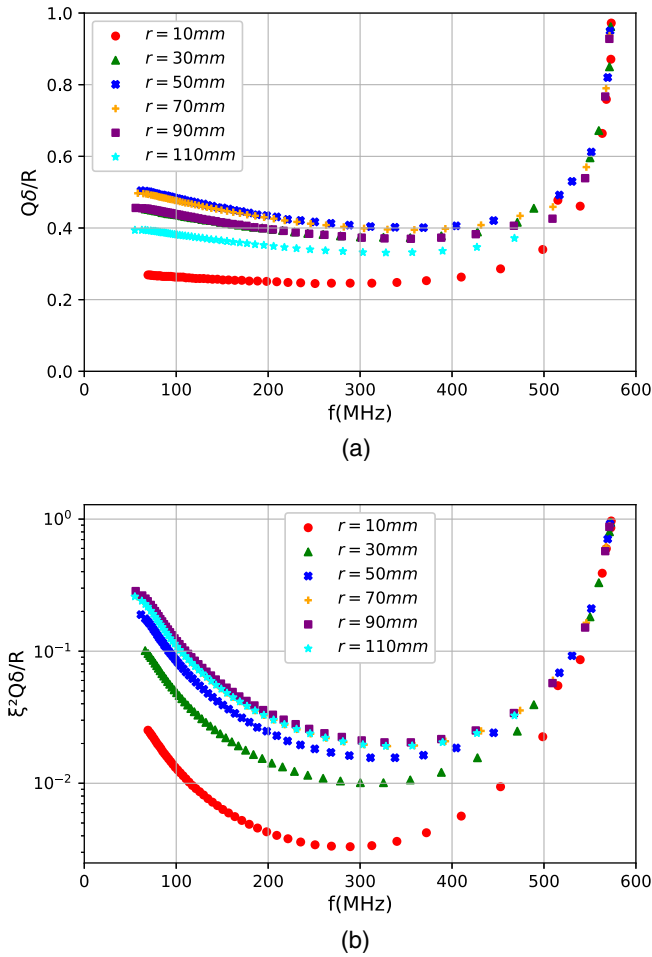 1.0
0.8
0.6
0.4
0.2
0.0
Qδ/R
r = 10mm
r = 30mm
r = 50mm
r = 70mm
r = 90mm
r = 110mm
0 100 200 300 400 500 600
f(MHz)
(a)
10⁰
10⁻¹
10⁻²
ξ²Qδ/R
r = 10mm
r = 30mm
r = 50mm
r = 70mm
r = 90mm
r = 110mm
0 100 200 300 400 500 600
f(MHz)
(b)